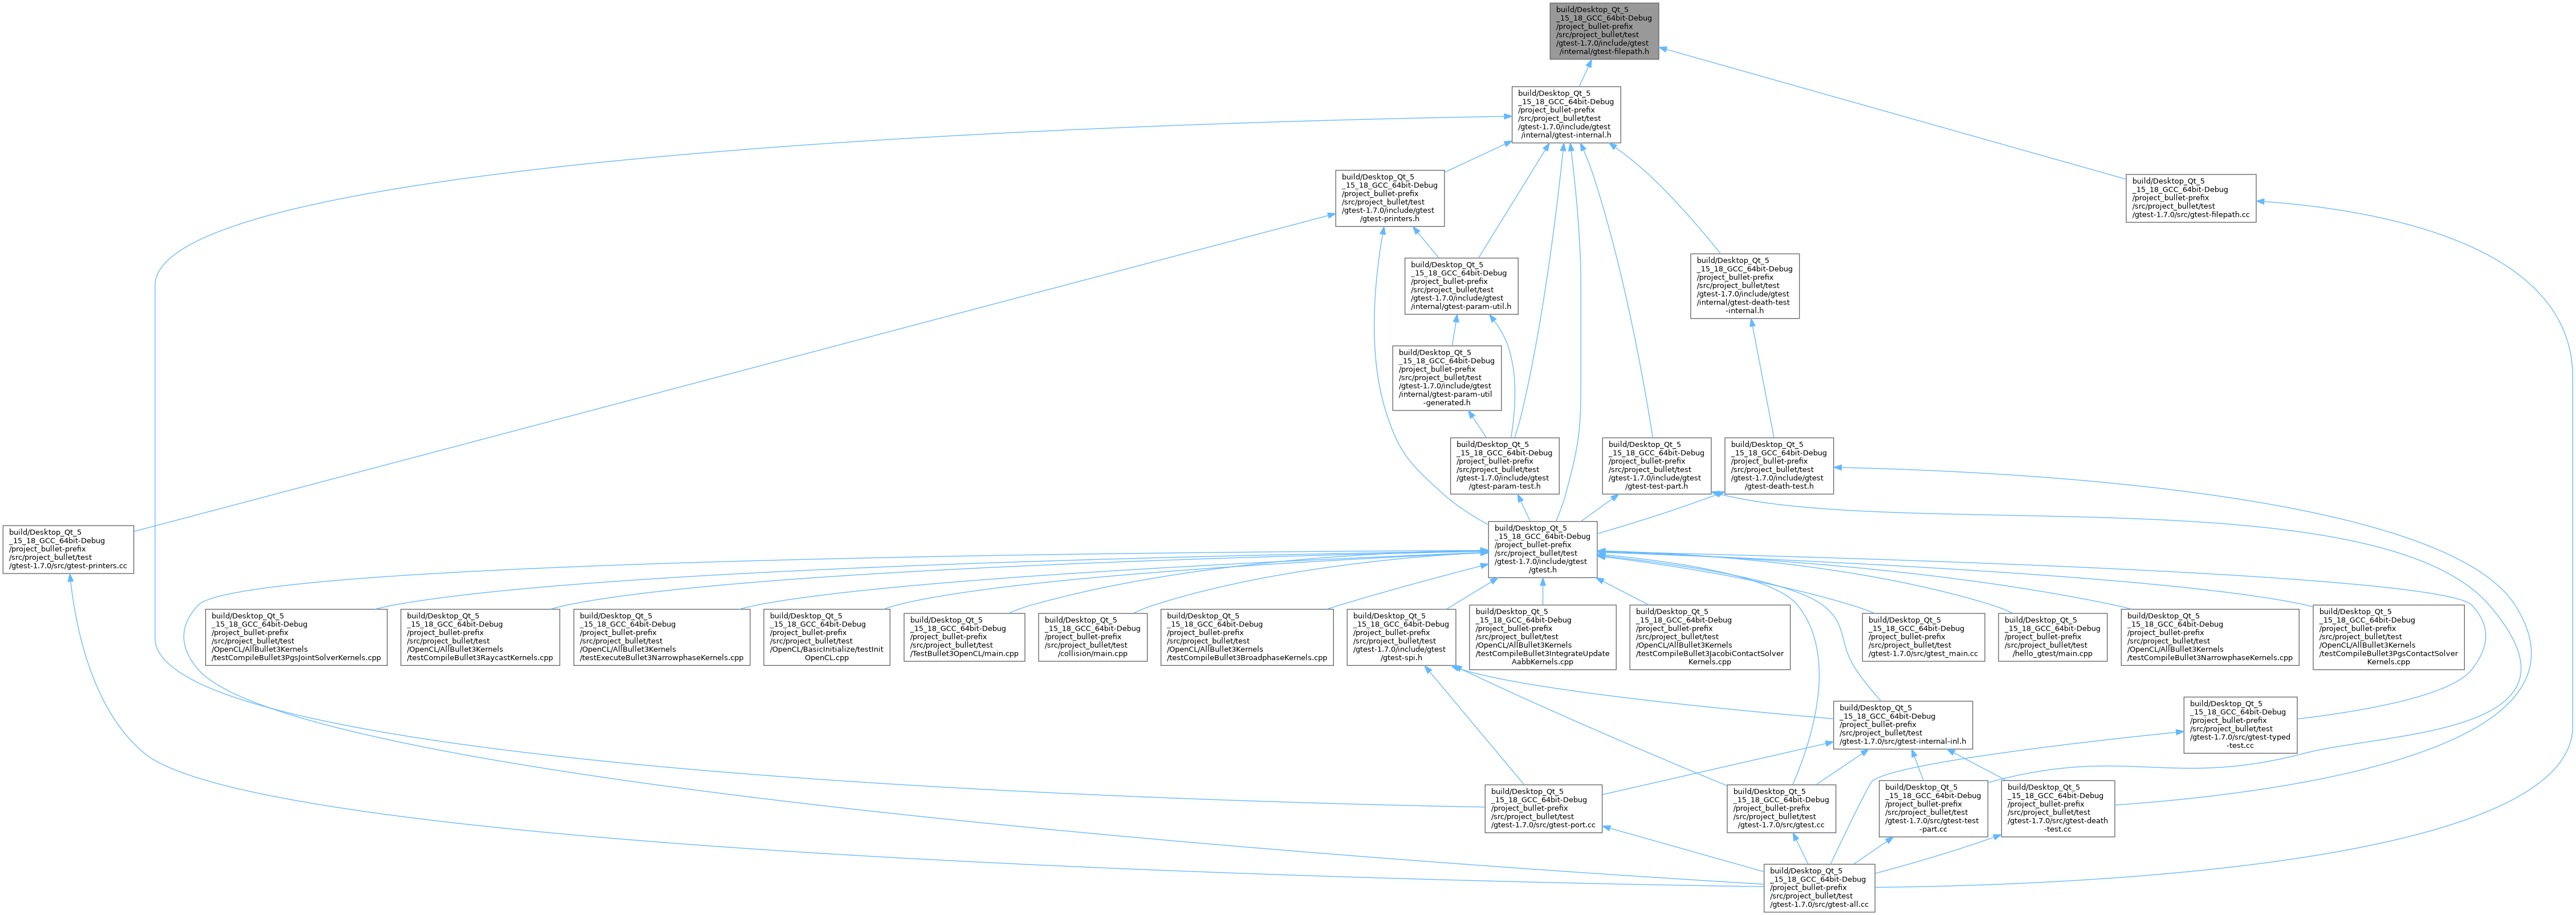 build/Desktop_Qt_5
_15_18_GCC_64bit-Debug
/project_bullet-prefix
/src/project_bullet/test
/gtest-1.7.0/include/gtest
/internal/gtest-filepath.h
build/Desktop_Qt_5
_15_18_GCC_64bit-Debug
/project_bullet-prefix
/src/project_bullet/test
/gtest-1.7.0/include/gtest
/internal/gtest-internal.h
build/Desktop_Qt_5
_15_18_GCC_64bit-Debug
/project_bullet-prefix
/src/project_bullet/test
/gtest-1.7.0/include/gtest
/gtest-printers.h
build/Desktop_Qt_5
_15_18_GCC_64bit-Debug
/project_bullet-prefix
/src/project_bullet/test
/gtest-1.7.0/src/gtest-filepath.cc
build/Desktop_Qt_5
_15_18_GCC_64bit-Debug
/project_bullet-prefix
/src/project_bullet/test
/gtest-1.7.0/include/gtest
/internal/gtest-param-util.h
build/Desktop_Qt_5
_15_18_GCC_64bit-Debug
/project_bullet-prefix
/src/project_bullet/test
/gtest-1.7.0/include/gtest
/internal/gtest-death-test
-internal.h
build/Desktop_Qt_5
_15_18_GCC_64bit-Debug
/project_bullet-prefix
/src/project_bullet/test
/gtest-1.7.0/include/gtest
/internal/gtest-param-util
-generated.h
build/Desktop_Qt_5
_15_18_GCC_64bit-Debug
/project_bullet-prefix
/src/project_bullet/test
/gtest-1.7.0/include/gtest
/gtest-param-test.h
build/Desktop_Qt_5
_15_18_GCC_64bit-Debug
/project_bullet-prefix
/src/project_bullet/test
/gtest-1.7.0/include/gtest
/gtest-test-part.h
build/Desktop_Qt_5
_15_18_GCC_64bit-Debug
/project_bullet-prefix
/src/project_bullet/test
/gtest-1.7.0/include/gtest
/gtest-death-test.h
build/Desktop_Qt_5
_15_18_GCC_64bit-Debug
/project_bullet-prefix
/src/project_bullet/test
/gtest-1.7.0/src/gtest-printers.cc
build/Desktop_Qt_5
_15_18_GCC_64bit-Debug
/project_bullet-prefix
/src/project_bullet/test
/gtest-1.7.0/include/gtest
/gtest.h
build/Desktop_Qt_5
_15_18_GCC_64bit-Debug
/project_bullet-prefix
/src/project_bullet/test
/OpenCL/AllBullet3Kernels
/testCompileBullet3PgsJointSolverKernels.cpp
build/Desktop_Qt_5
_15_18_GCC_64bit-Debug
/project_bullet-prefix
/src/project_bullet/test
/OpenCL/AllBullet3Kernels
/testCompileBullet3RaycastKernels.cpp
build/Desktop_Qt_5
_15_18_GCC_64bit-Debug
/project_bullet-prefix
/src/project_bullet/test
/OpenCL/AllBullet3Kernels
/testExecuteBullet3NarrowphaseKernels.cpp
build/Desktop_Qt_5
_15_18_GCC_64bit-Debug
/project_bullet-prefix
/src/project_bullet/test
/OpenCL/BasicInitialize/testInit
OpenCL.cpp
build/Desktop_Qt_5
_15_18_GCC_64bit-Debug
/project_bullet-prefix
/src/project_bullet/test
/TestBullet3OpenCL/main.cpp
build/Desktop_Qt_5
_15_18_GCC_64bit-Debug
/project_bullet-prefix
/src/project_bullet/test
/collision/main.cpp
build/Desktop_Qt_5
_15_18_GCC_64bit-Debug
/project_bullet-prefix
/src/project_bullet/test
/OpenCL/AllBullet3Kernels
/testCompileBullet3BroadphaseKernels.cpp
build/Desktop_Qt_5
_15_18_GCC_64bit-Debug
/project_bullet-prefix
/src/project_bullet/test
/gtest-1.7.0/include/gtest
/gtest-spi.h
build/Desktop_Qt_5
_15_18_GCC_64bit-Debug
/project_bullet-prefix
/src/project_bullet/test
/OpenCL/AllBullet3Kernels
/testCompileBullet3IntegrateUpdate
AabbKernels.cpp
build/Desktop_Qt_5
_15_18_GCC_64bit-Debug
/project_bullet-prefix
/src/project_bullet/test
/OpenCL/AllBullet3Kernels
/testCompileBullet3JacobiContactSolver
Kernels.cpp
build/Desktop_Qt_5
_15_18_GCC_64bit-Debug
/project_bullet-prefix
/src/project_bullet/test
/gtest-1.7.0/src/gtest_main.cc
build/Desktop_Qt_5
_15_18_GCC_64bit-Debug
/project_bullet-prefix
/src/project_bullet/test
/hello_gtest/main.cpp
build/Desktop_Qt_5
_15_18_GCC_64bit-Debug
/project_bullet-prefix
/src/project_bullet/test
/OpenCL/AllBullet3Kernels
/testCompileBullet3NarrowphaseKernels.cpp
build/Desktop_Qt_5
_15_18_GCC_64bit-Debug
/project_bullet-prefix
/src/project_bullet/test
/OpenCL/AllBullet3Kernels
/testCompileBullet3PgsContactSolver
Kernels.cpp
build/Desktop_Qt_5
_15_18_GCC_64bit-Debug
/project_bullet-prefix
/src/project_bullet/test
/gtest-1.7.0/src/gtest-internal-inl.h
build/Desktop_Qt_5
_15_18_GCC_64bit-Debug
/project_bullet-prefix
/src/project_bullet/test
/gtest-1.7.0/src/gtest-typed
-test.cc
build/Desktop_Qt_5
_15_18_GCC_64bit-Debug
/project_bullet-prefix
/src/project_bullet/test
/gtest-1.7.0/src/gtest-port.cc
build/Desktop_Qt_5
_15_18_GCC_64bit-Debug
/project_bullet-prefix
/src/project_bullet/test
/gtest-1.7.0/src/gtest.cc
build/Desktop_Qt_5
_15_18_GCC_64bit-Debug
/project_bullet-prefix
/src/project_bullet/test
/gtest-1.7.0/src/gtest-test
-part.cc
build/Desktop_Qt_5
_15_18_GCC_64bit-Debug
/project_bullet-prefix
/src/project_bullet/test
/gtest-1.7.0/src/gtest-death
-test.cc
build/Desktop_Qt_5
_15_18_GCC_64bit-Debug
/project_bullet-prefix
/src/project_bullet/test
/gtest-1.7.0/src/gtest-all.cc